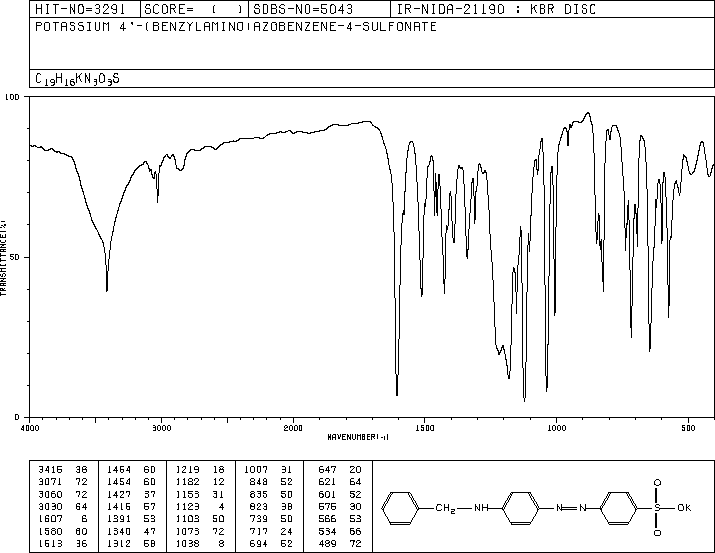 HIT-NO=3291 SCORE= ( ) SDBS-NO=5043 IR-NIDA-21190 : KBR DISC
POTASSIUM 4'-(BENZYLAMINO)AZOBENZENE-4-SULFONATE
C19H16KN3O3S
100
50
0
TRANSMITTANCE(%)
4000 3000 2000 1500 1000 500
WAVENUMBER(-1)
3415 38 1464 60 1219 18 1007 31 647 20
3071 72 1454 60 1182 12 848 52 621 64
3060 72 1427 37 1153 31 835 50 601 52
3030 64 1416 57 1123 4 823 38 576 30
1607 6 1391 53 1103 50 739 50 566 53
1580 60 1340 47 1073 72 717 24 534 66
1513 36 1312 58 1038 8 694 52 489 72
CH2 NH N N O S O OK